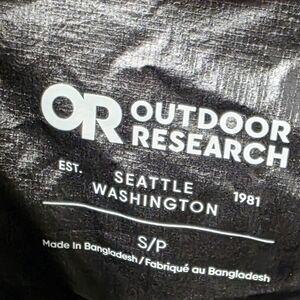 OR OUTDOOR
RESEARCH
EST. SEATTLE 1981
WASHINGTON
S/P
Made In Bangladesh / Fabriqué au Bangladesh